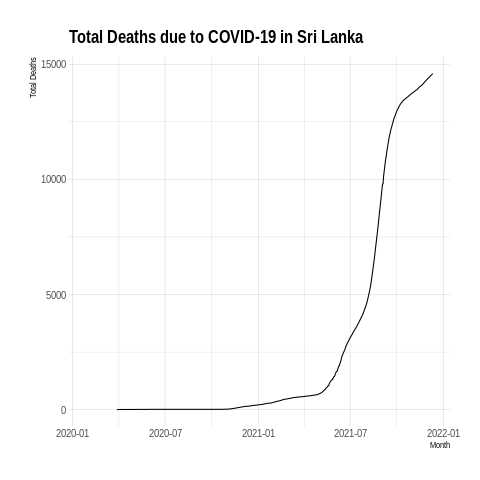 Total Deaths due to COVID-19 in Sri Lanka
Total Deaths
15000
10000
5000
0
2020-01 2020-07 2021-01 2021-07 2022-01
Month